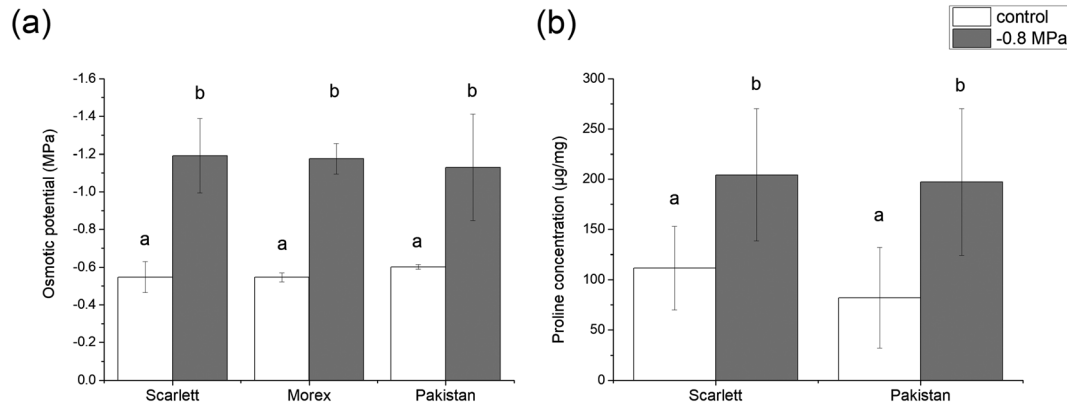 (a)
(b)
control
-0.8 MPa
Osmotic potential (MPa)
-1.6
-1.4
-1.2
-1.0
-0.8
-0.6
-0.4
-0.2
0.0
a
b
a
b
a
b
Scarlett
Morex
Pakistan
Proline concentration (µg/mg)
300
250
200
150
100
50
0
a
b
a
b
Scarlett
Pakistan